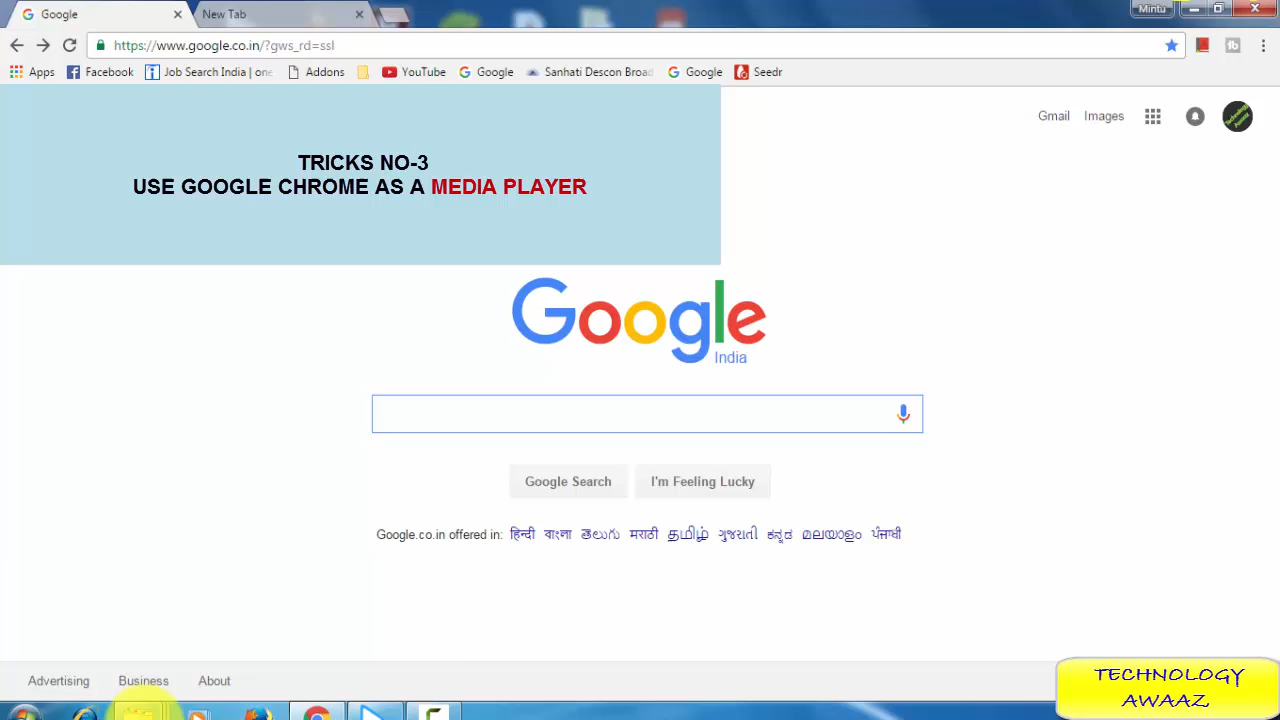 Google
New Tab
Mintu
https://www.google.co.in/?gws_rd=ssl
Apps
Facebook
Job Search India | one
Addons
YouTube
Google
Sanhati Descon Broad
Google
Seedr
TRICKS NO-3
USE GOOGLE CHROME AS A MEDIA PLAYER
Gmail
Images
Google
India
Google Search
I'm Feeling Lucky
Google.co.in offered in: हिन्दी বাংলা తెలుగు मराठी தமிழ் ગુજરાતી ಕನ್ನಡ മലയാളം ਪੰਜਾਬੀ
Advertising
Business
About
TECHNOLOGY
AWAAZ